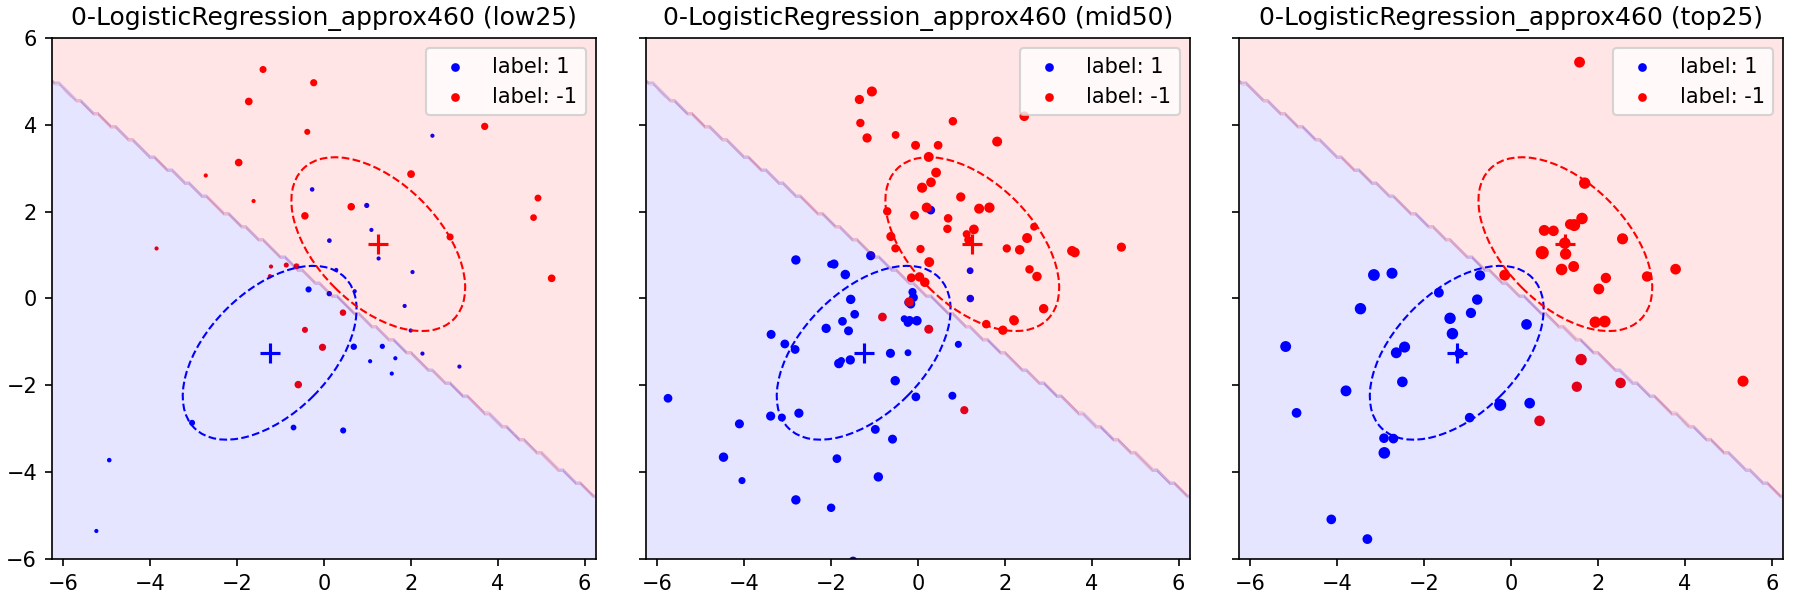 0-LogisticRegression_approx460 (low25)
0-LogisticRegression_approx460 (mid50)
0-LogisticRegression_approx460 (top25)
label: 1
label: -1
label: 1
label: -1
label: 1
label: -1
6
4
2
0
−2
−4
−6
−6 −4 −2 0 2 4 6
−6 −4 −2 0 2 4 6
−6 −4 −2 0 2 4 6